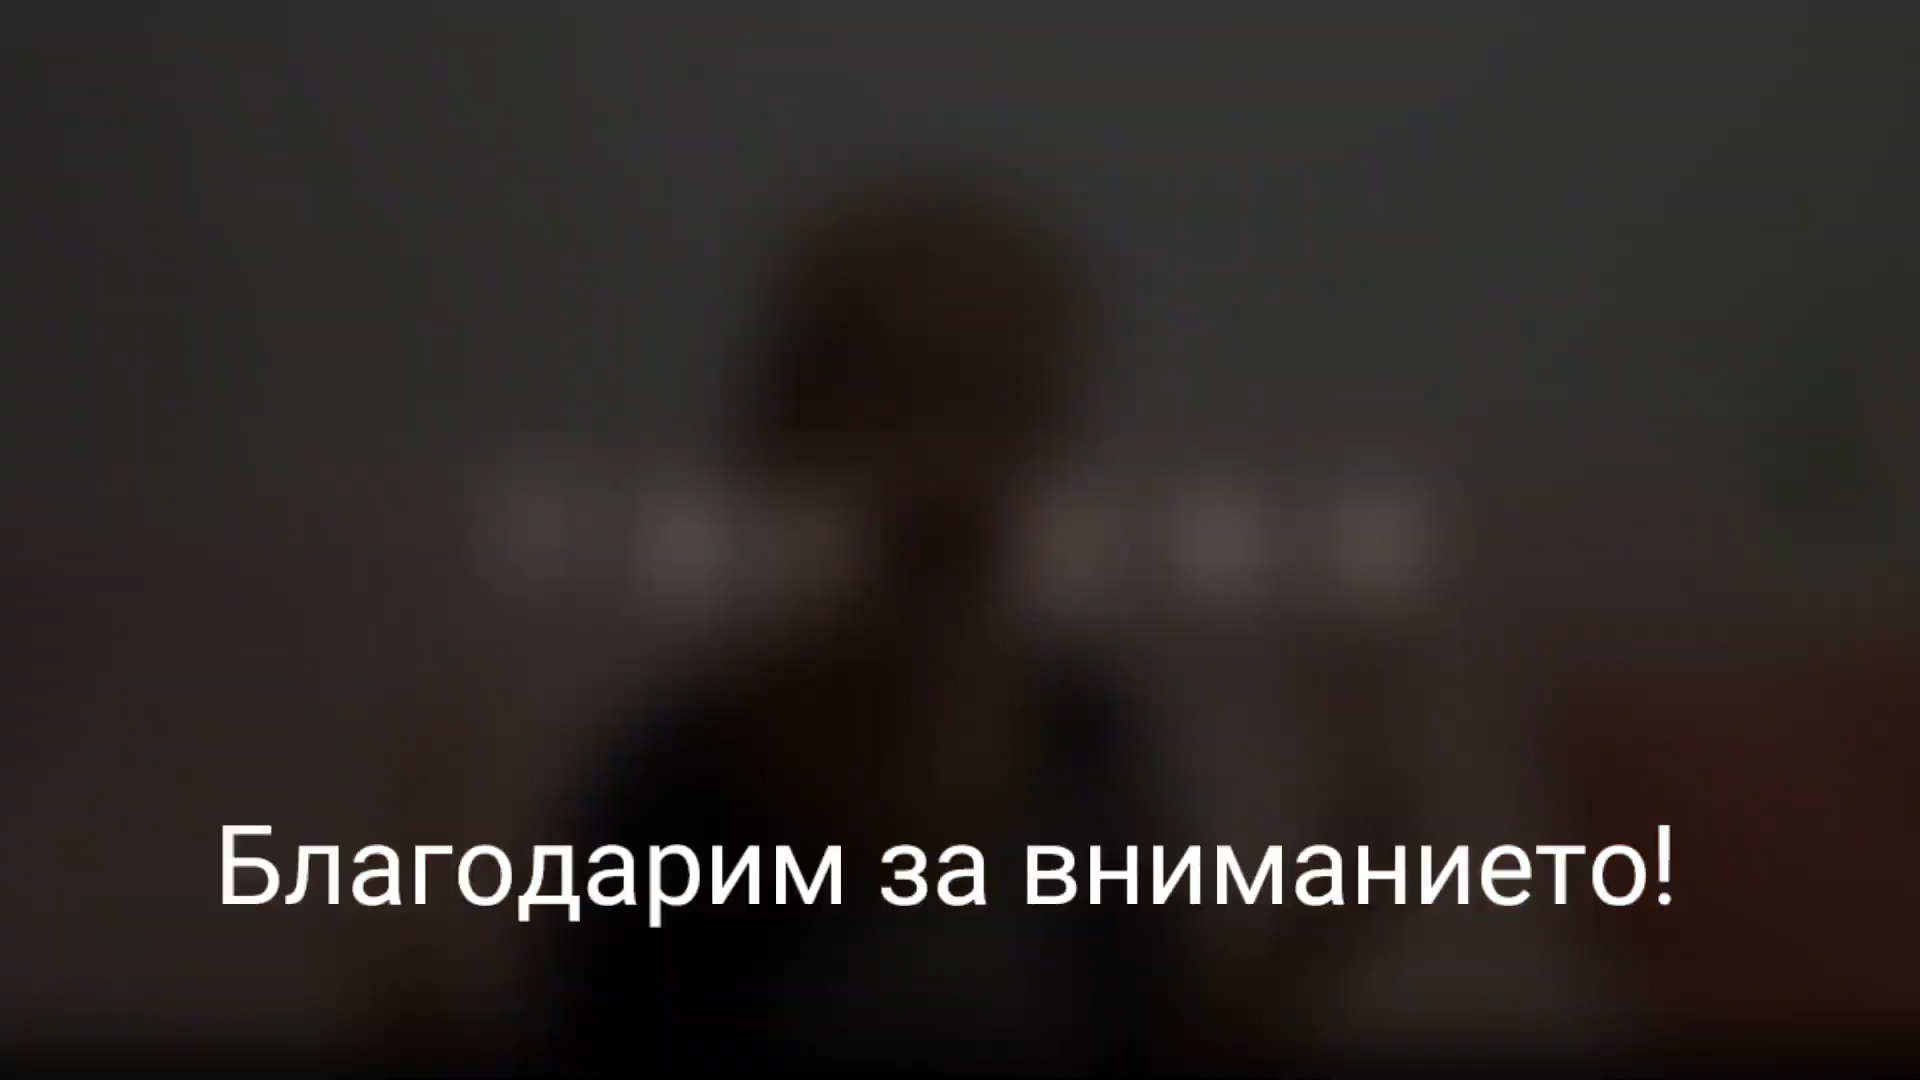 Благодарим за вниманието!